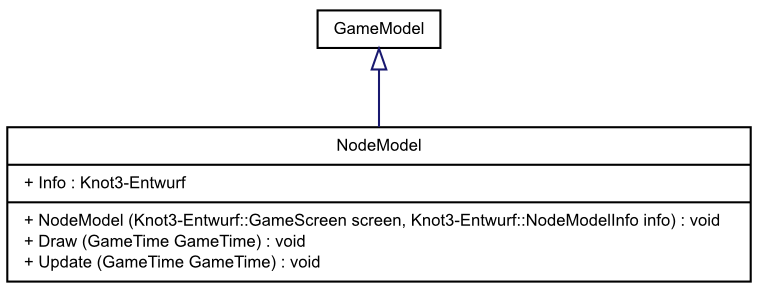 GameModel
NodeModel
+ Info : Knot3-Entwurf
+ NodeModel (Knot3-Entwurf::GameScreen screen, Knot3-Entwurf::NodeModelInfo info) : void
+ Draw (GameTime GameTime) : void
+ Update (GameTime GameTime) : void